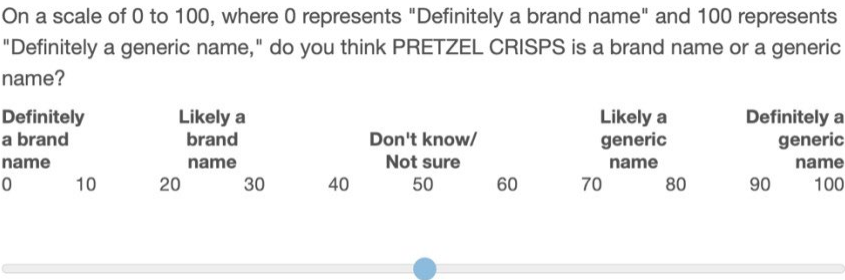 On a scale of 0 to 100, where 0 represents "Definitely a brand name" and 100 represents
"Definitely a generic name," do you think PRETZEL CRISPS is a brand name or a generic
name?
Definitely Likely a Likely a Definitely a
a brand brand Don't know/ generic generic
name name Not sure name name
0 10 20 30 40 50 60 70 80 90 100